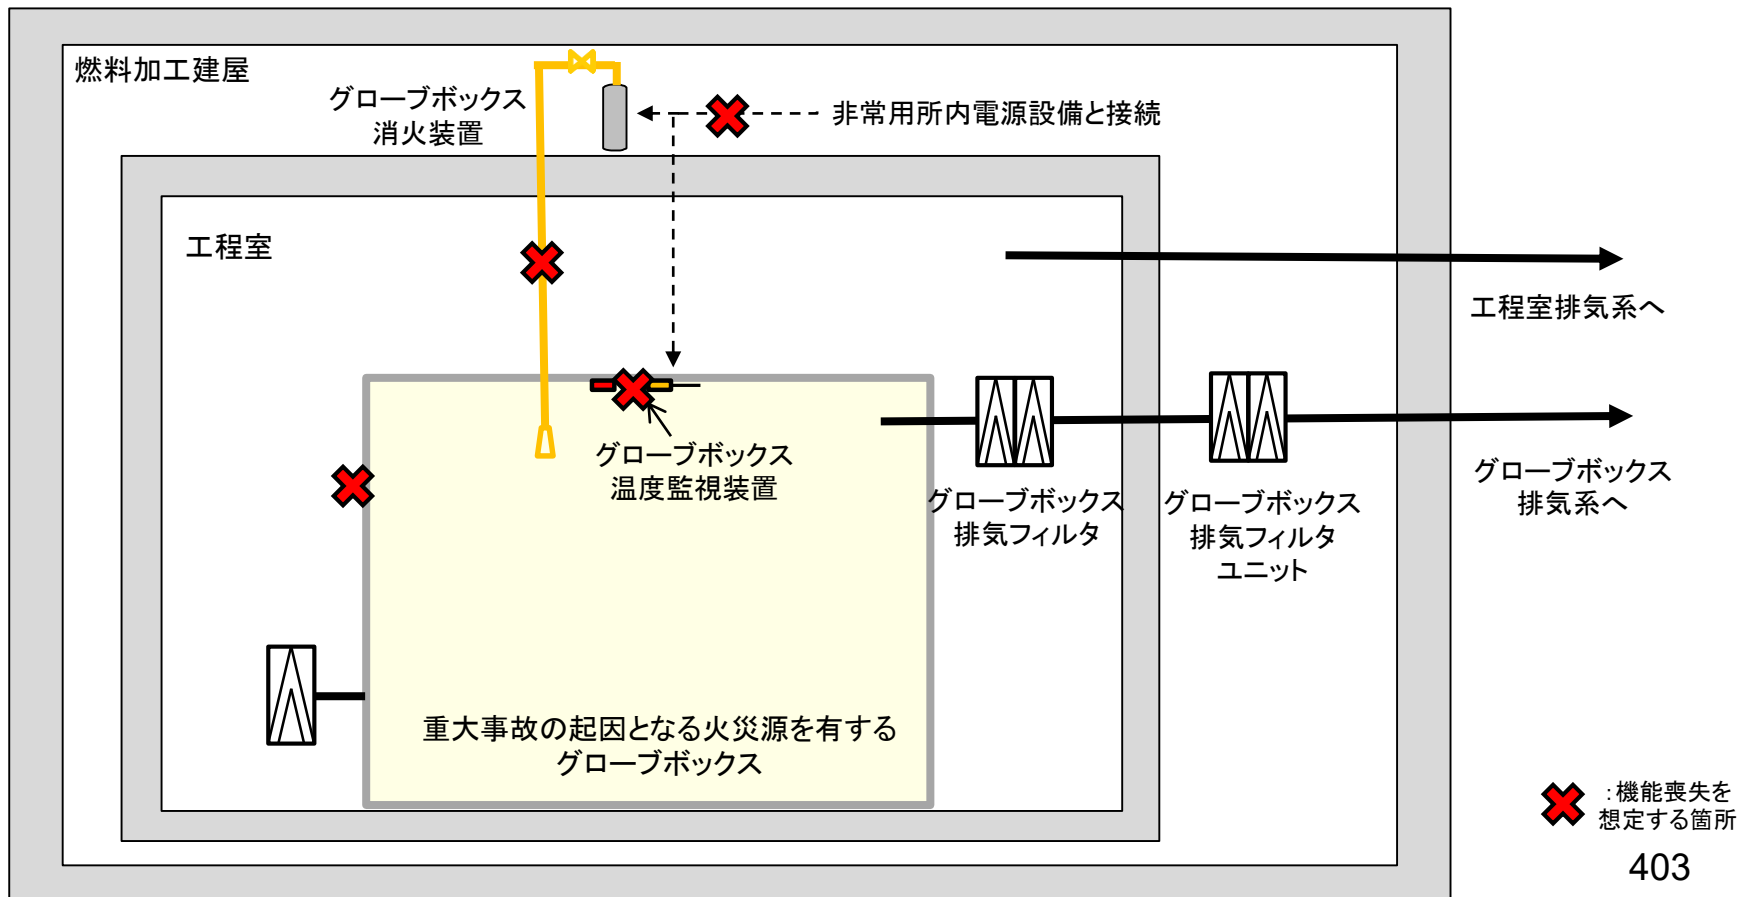 燃料加工建屋
グローブボックス
消火装置
非常用所内電源設備と接続
工程室
工程室排気系へ
グローブボックス
温度監視装置
グローブボックス
排気フィルタ
グローブボックス
排気フィルタ
ユニット
グローブボックス
排気系へ
重大事故の起因となる火災源を有する
グローブボックス
:機能喪失を
想定する箇所
403